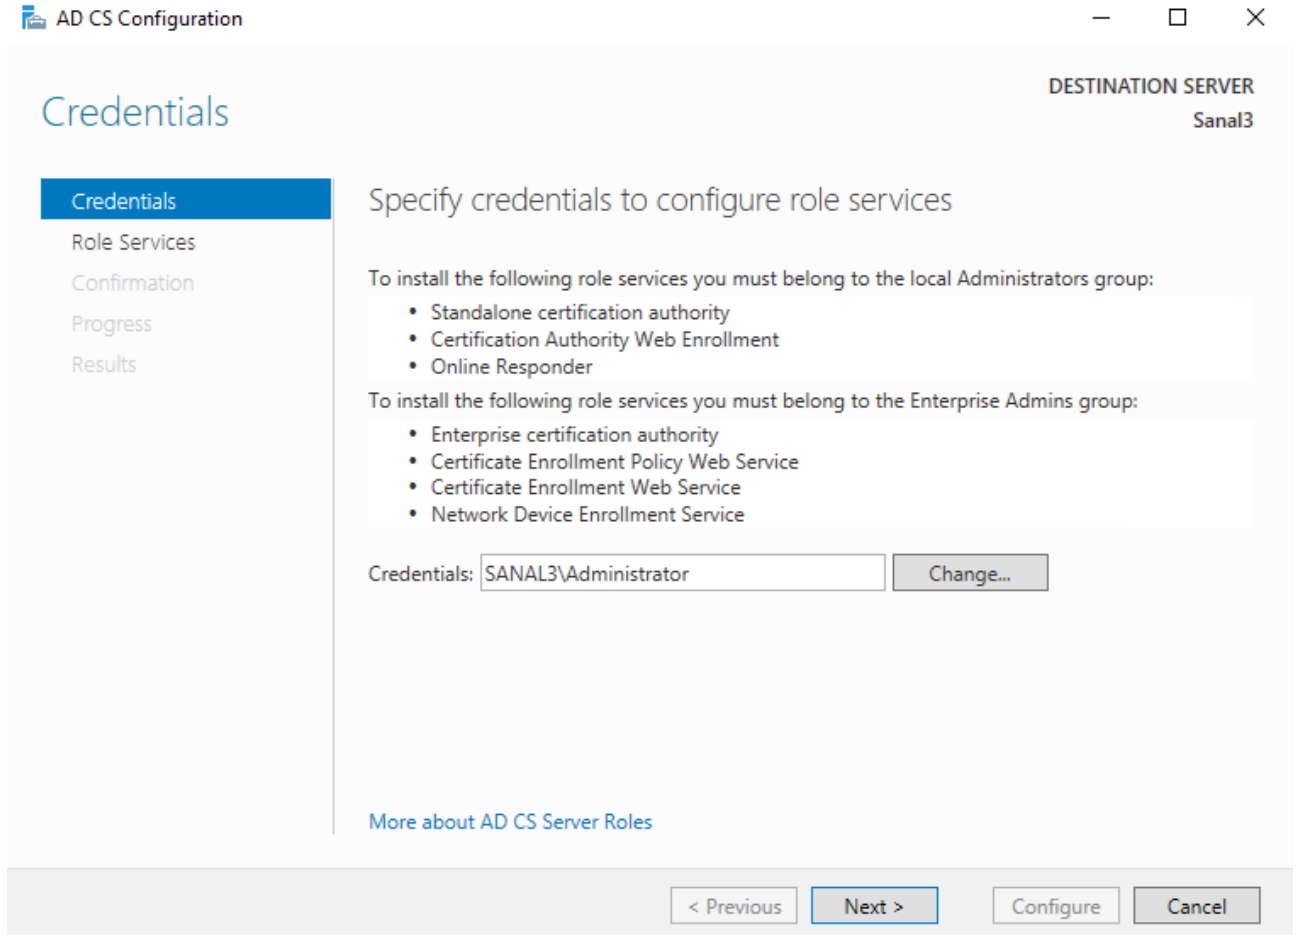 AD CS Configuration
Credentials
DESTINATION SERVER
Sanal3
Credentials
Role Services
Confirmation
Progress
Results
Specify credentials to configure role services
To install the following role services you must belong to the local Administrators group:
• Standalone certification authority
• Certification Authority Web Enrollment
• Online Responder
To install the following role services you must belong to the Enterprise Admins group:
• Enterprise certification authority
• Certificate Enrollment Policy Web Service
• Certificate Enrollment Web Service
• Network Device Enrollment Service
Credentials: SANAL3\Administrator Change...
More about AD CS Server Roles
< Previous Next > Configure Cancel